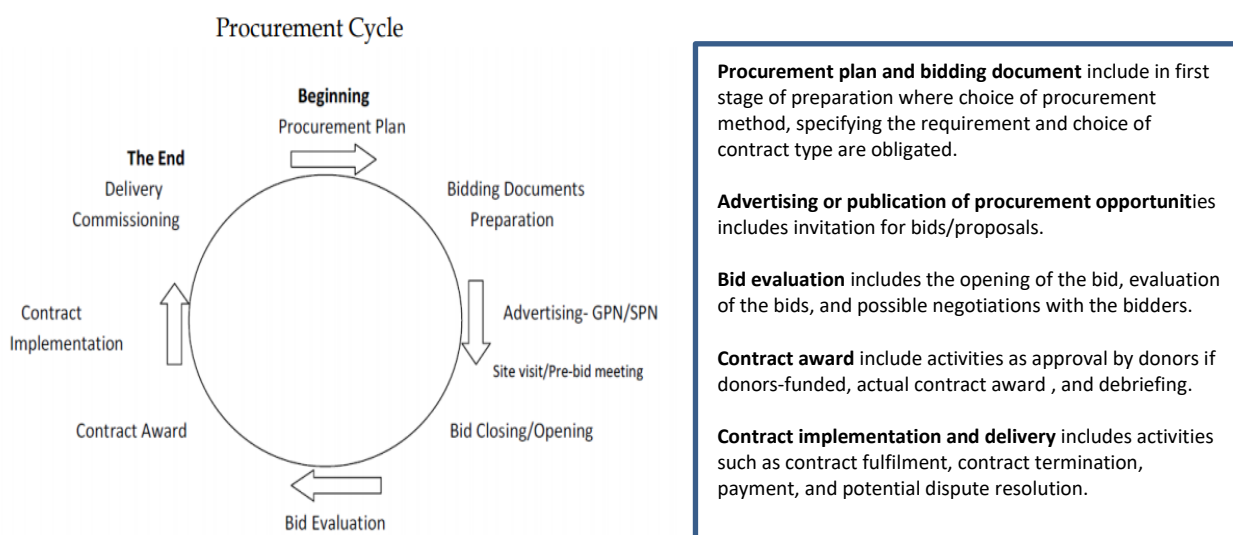 Procurement Cycle
Beginning
Procurement Plan
The End
Delivery
Commissioning
Bidding Documents
Preparation
Contract
Implementation
Advertising- GPN/SPN
Site visit/Pre-bid meeting
Contract Award
Bid Closing/Opening
Bid Evaluation
Procurement plan and bidding document include in first
stage of preparation where choice of procurement
method, specifying the requirement and choice of
contract type are obligated.
Advertising or publication of procurement opportunities
includes invitation for bids/proposals.
Bid evaluation includes the opening of the bid, evaluation
of the bids, and possible negotiations with the bidders.
Contract award include activities as approval by donors if
donors-funded, actual contract award , and debriefing.
Contract implementation and delivery includes activities
such as contract fulfilment, contract termination,
payment, and potential dispute resolution.